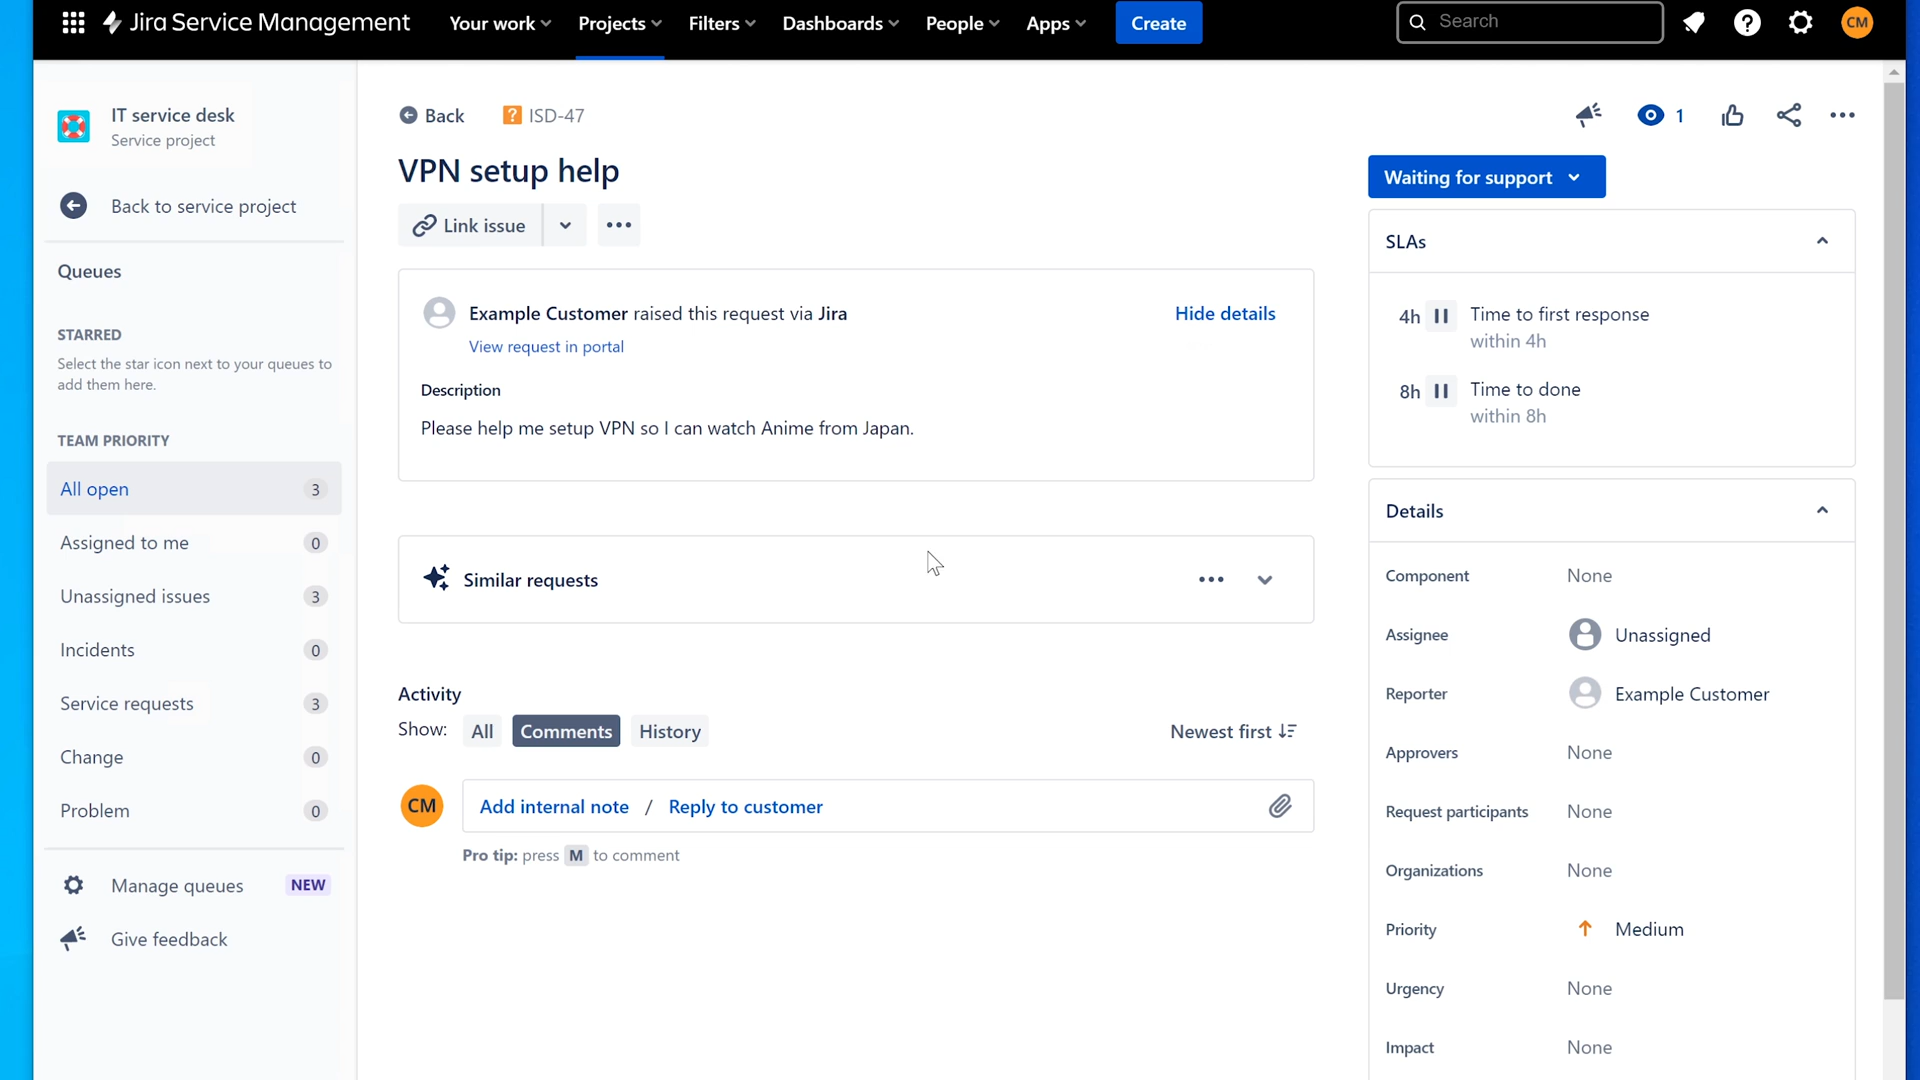 Jira Service Management
Your work
Projects
Filters
Dashboards
People
Apps
Create
Search
CM
IT service desk
Service project
Back to service project
Queues
STARRED
Select the star icon next to your queues to
add them here.
TEAM PRIORITY
All open 3
Assigned to me 0
Unassigned issues 3
Incidents 0
Service requests 3
Change 0
Problem 0
Manage queues NEW
Give feedback
Back
? ISD-47
1
VPN setup help
Link issue
Example Customer raised this request via Jira
Hide details
View request in portal
Description
Please help me setup VPN so I can watch Anime from Japan.
Similar requests
Activity
Show: All Comments History
Newest first
CM
Add internal note / Reply to customer
Pro tip: press M to comment
Waiting for support
SLAs
4h Time to first response
within 4h
8h Time to done
within 8h
Details
Component None
Assignee Unassigned
Reporter Example Customer
Approvers None
Request participants None
Organizations None
Priority Medium
Urgency None
Impact None